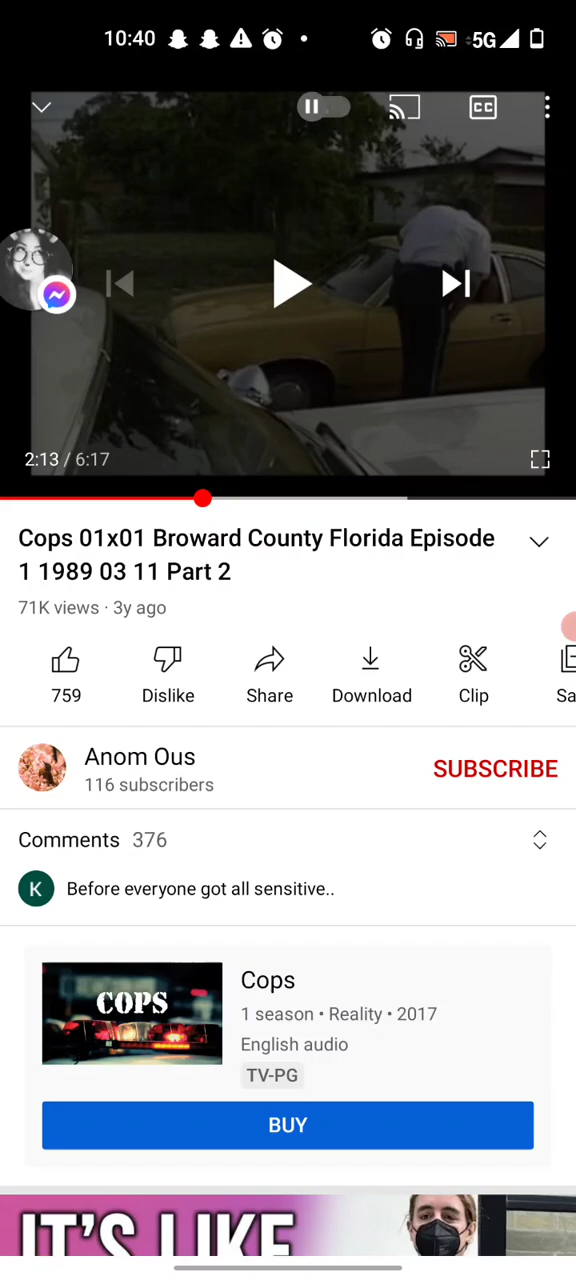 10:40
5G
CC
2:13 / 6:17
Cops 01x01 Broward County Florida Episode
1 1989 03 11 Part 2
71K views · 3y ago
759
Dislike
Share
Download
Clip
Sa
Anom Ous
116 subscribers
SUBSCRIBE
Comments 376
K
Before everyone got all sensitive..
COPS
Cops
1 season • Reality • 2017
English audio
TV-PG
BUY
IT'S LIKE